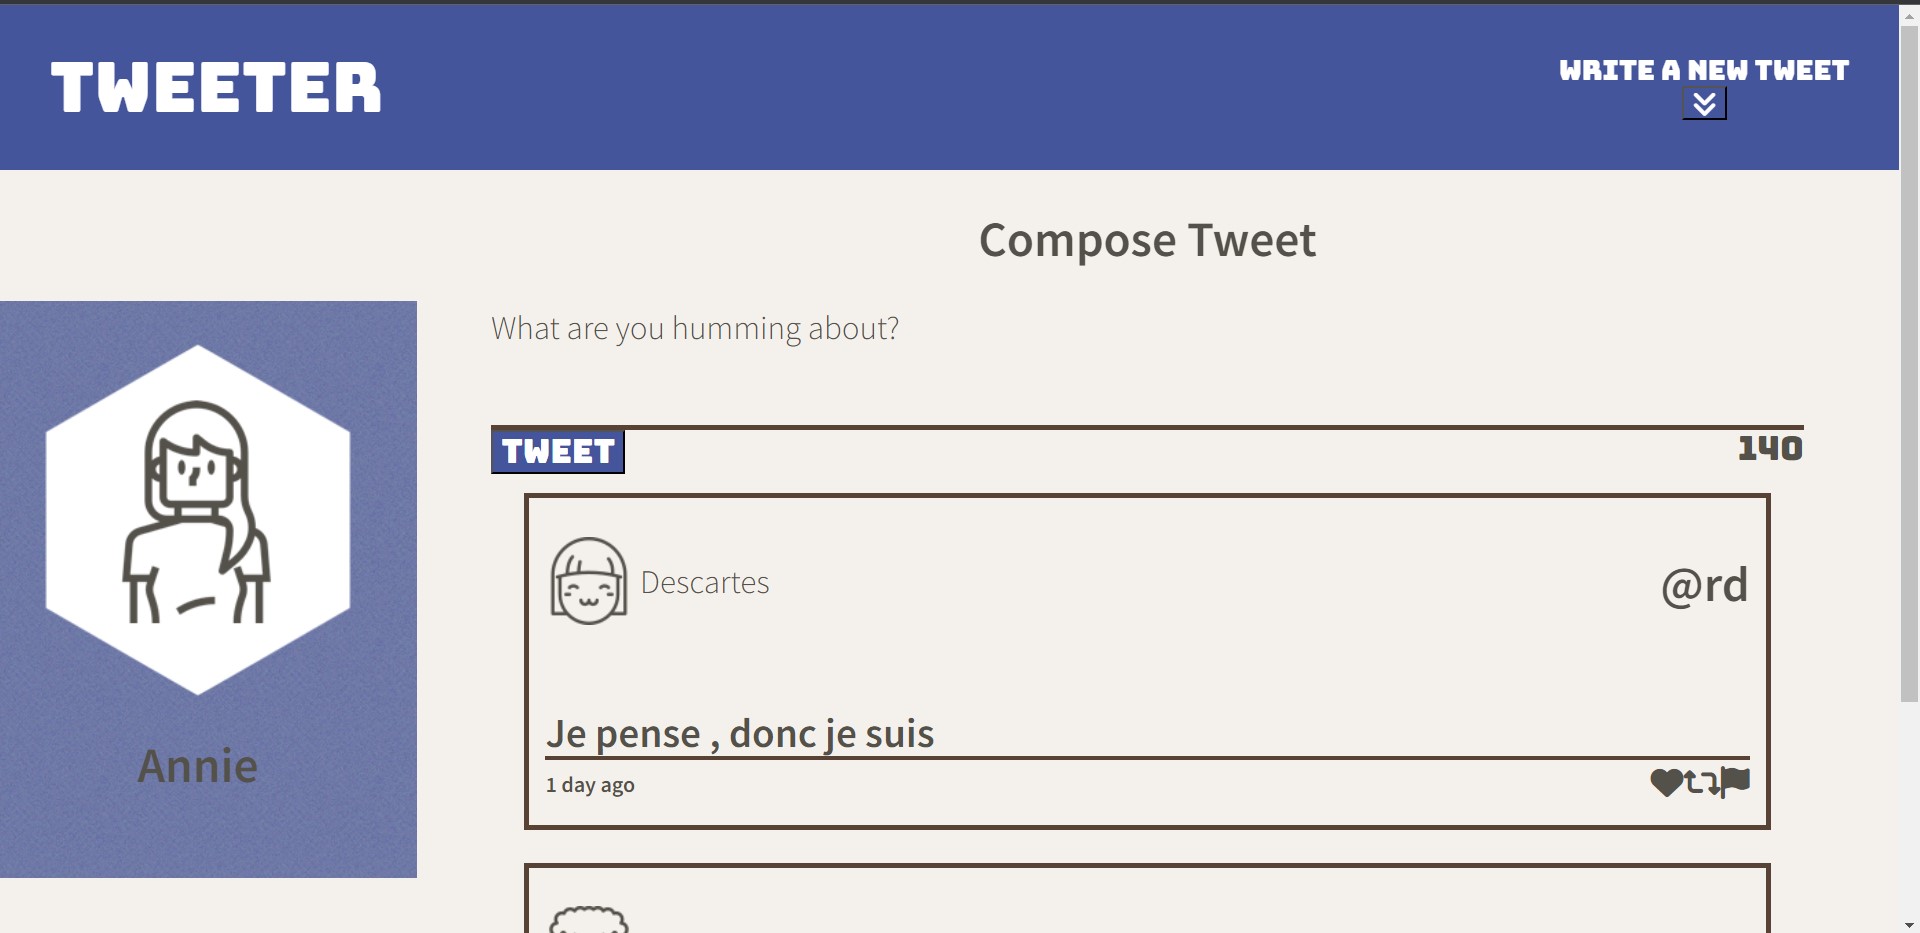 TWEETER
WRITE A NEW TWEET
Compose Tweet
What are you humming about?
TWEET
140
Annie
Descartes
@rd
Je pense , donc je suis
1 day ago